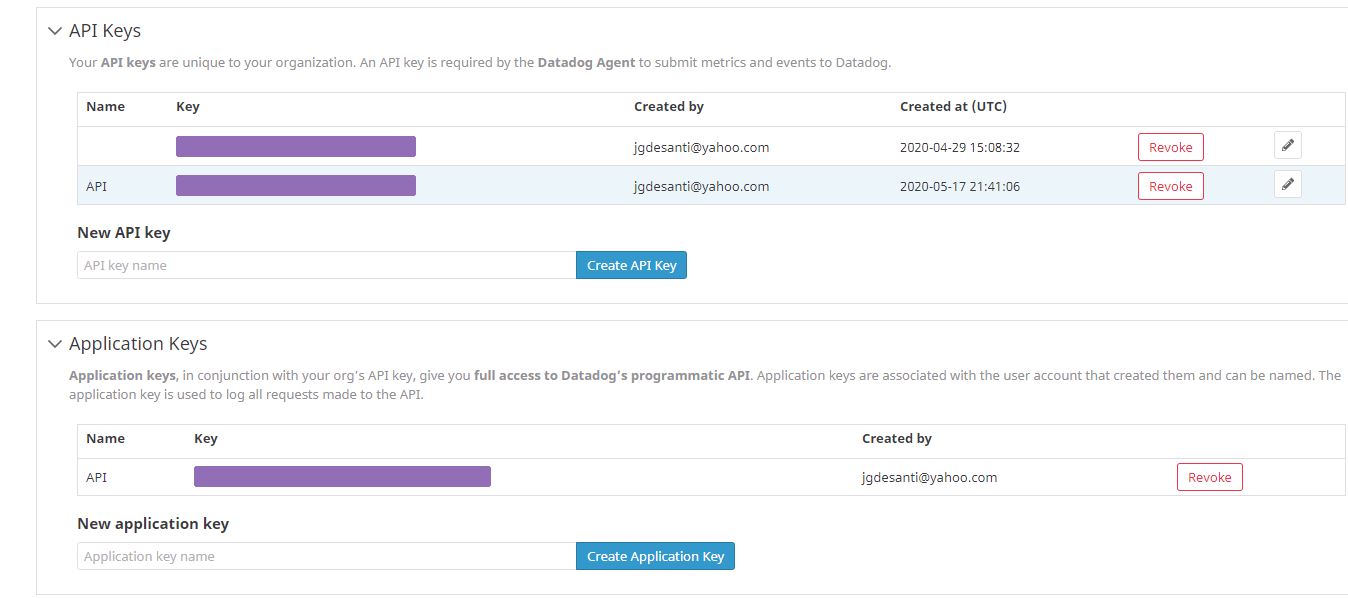 API Keys
Your API keys are unique to your organization. An API key is required by the Datadog Agent to submit metrics and events to Datadog.
Name Key Created by Created at (UTC)
jgdesanti@yahoo.com 2020-04-29 15:08:32 Revoke
API jgdesanti@yahoo.com 2020-05-17 21:41:06 Revoke
New API key
API key name Create API Key
Application Keys
Application keys, in conjunction with your org's API key, give you full access to Datadog's programmatic API. Application keys are associated with the user account that created them and can be named. The
application key is used to log all requests made to the API.
Name Key Created by
API jgdesanti@yahoo.com Revoke
New application key
Application key name Create Application Key